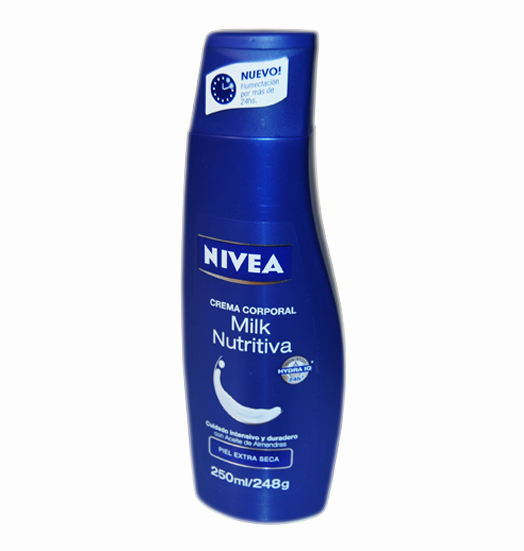 NUEVO!
Humectación
por más de
24hs.
NIVEA
CREMA CORPORAL
Milk
Nutritiva
HYDRA IQ
24h
Cuidado intensivo y duradero
con Aceite de Almendras
PIEL EXTRA SECA
250ml/248g